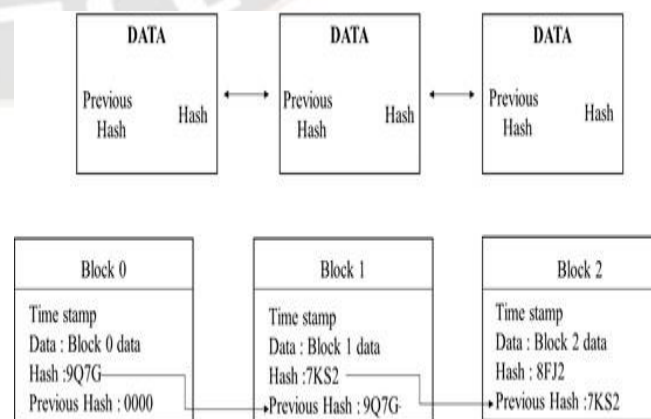 DATA
Previous
Hash
Hash
DATA
Previous
Hash
Hash
DATA
Previous
Hash
Hash
Block 0
Time stamp
Data : Block 0 data
Hash :9Q7G
Previous Hash : 0000
Block 1
Time stamp
Data : Block 1 data
Hash :7KS2
Previous Hash : 9Q7G
Block 2
Time stamp
Data : Block 2 data
Hash : 8FJ2
Previous Hash :7KS2